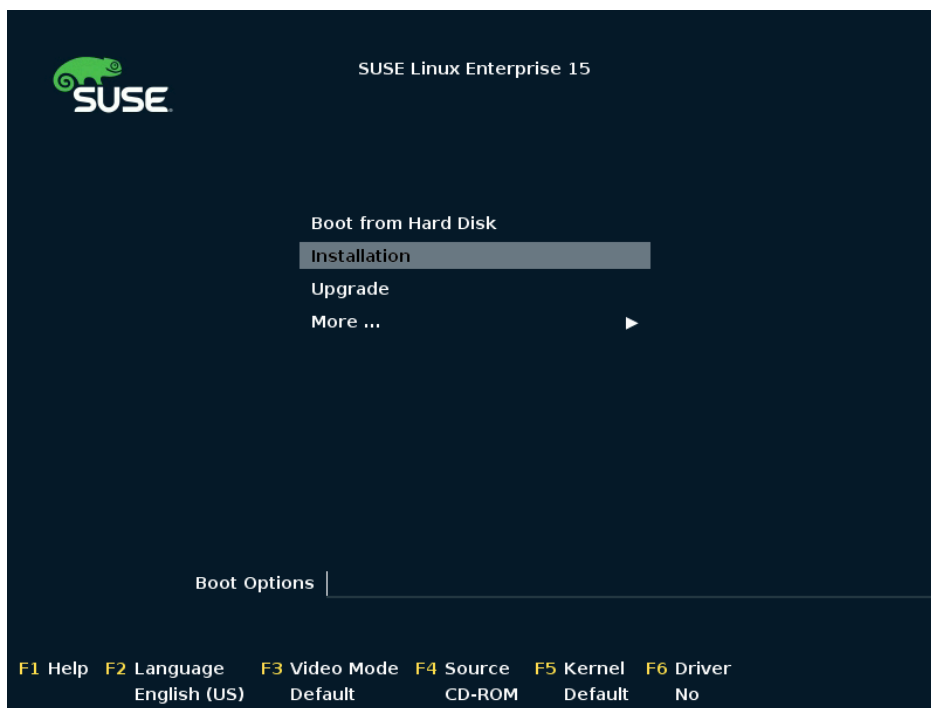 SUSE
SUSE Linux Enterprise 15
Boot from Hard Disk
Installation
Upgrade
More ...
Boot Options
F1 Help F2 Language F3 Video Mode F4 Source F5 Kernel F6 Driver
English (US) Default CD-ROM Default No